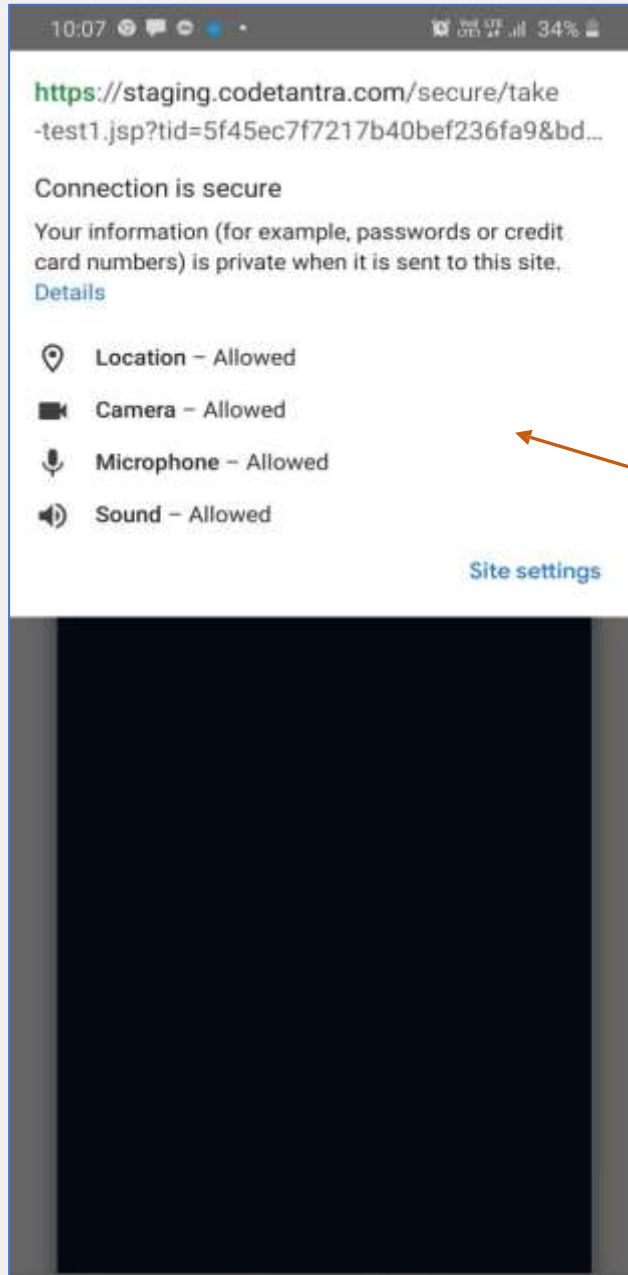 10:07 34%
https://staging.codetantra.com/secure/take
-test1.jsp?tid=5f45ec7f7217b40bef236fa9&bd...
Connection is secure
Your information (for example, passwords or credit
card numbers) is private when it is sent to this site.
Details
Location – Allowed
Camera – Allowed
Microphone – Allowed
Sound – Allowed
Site settings